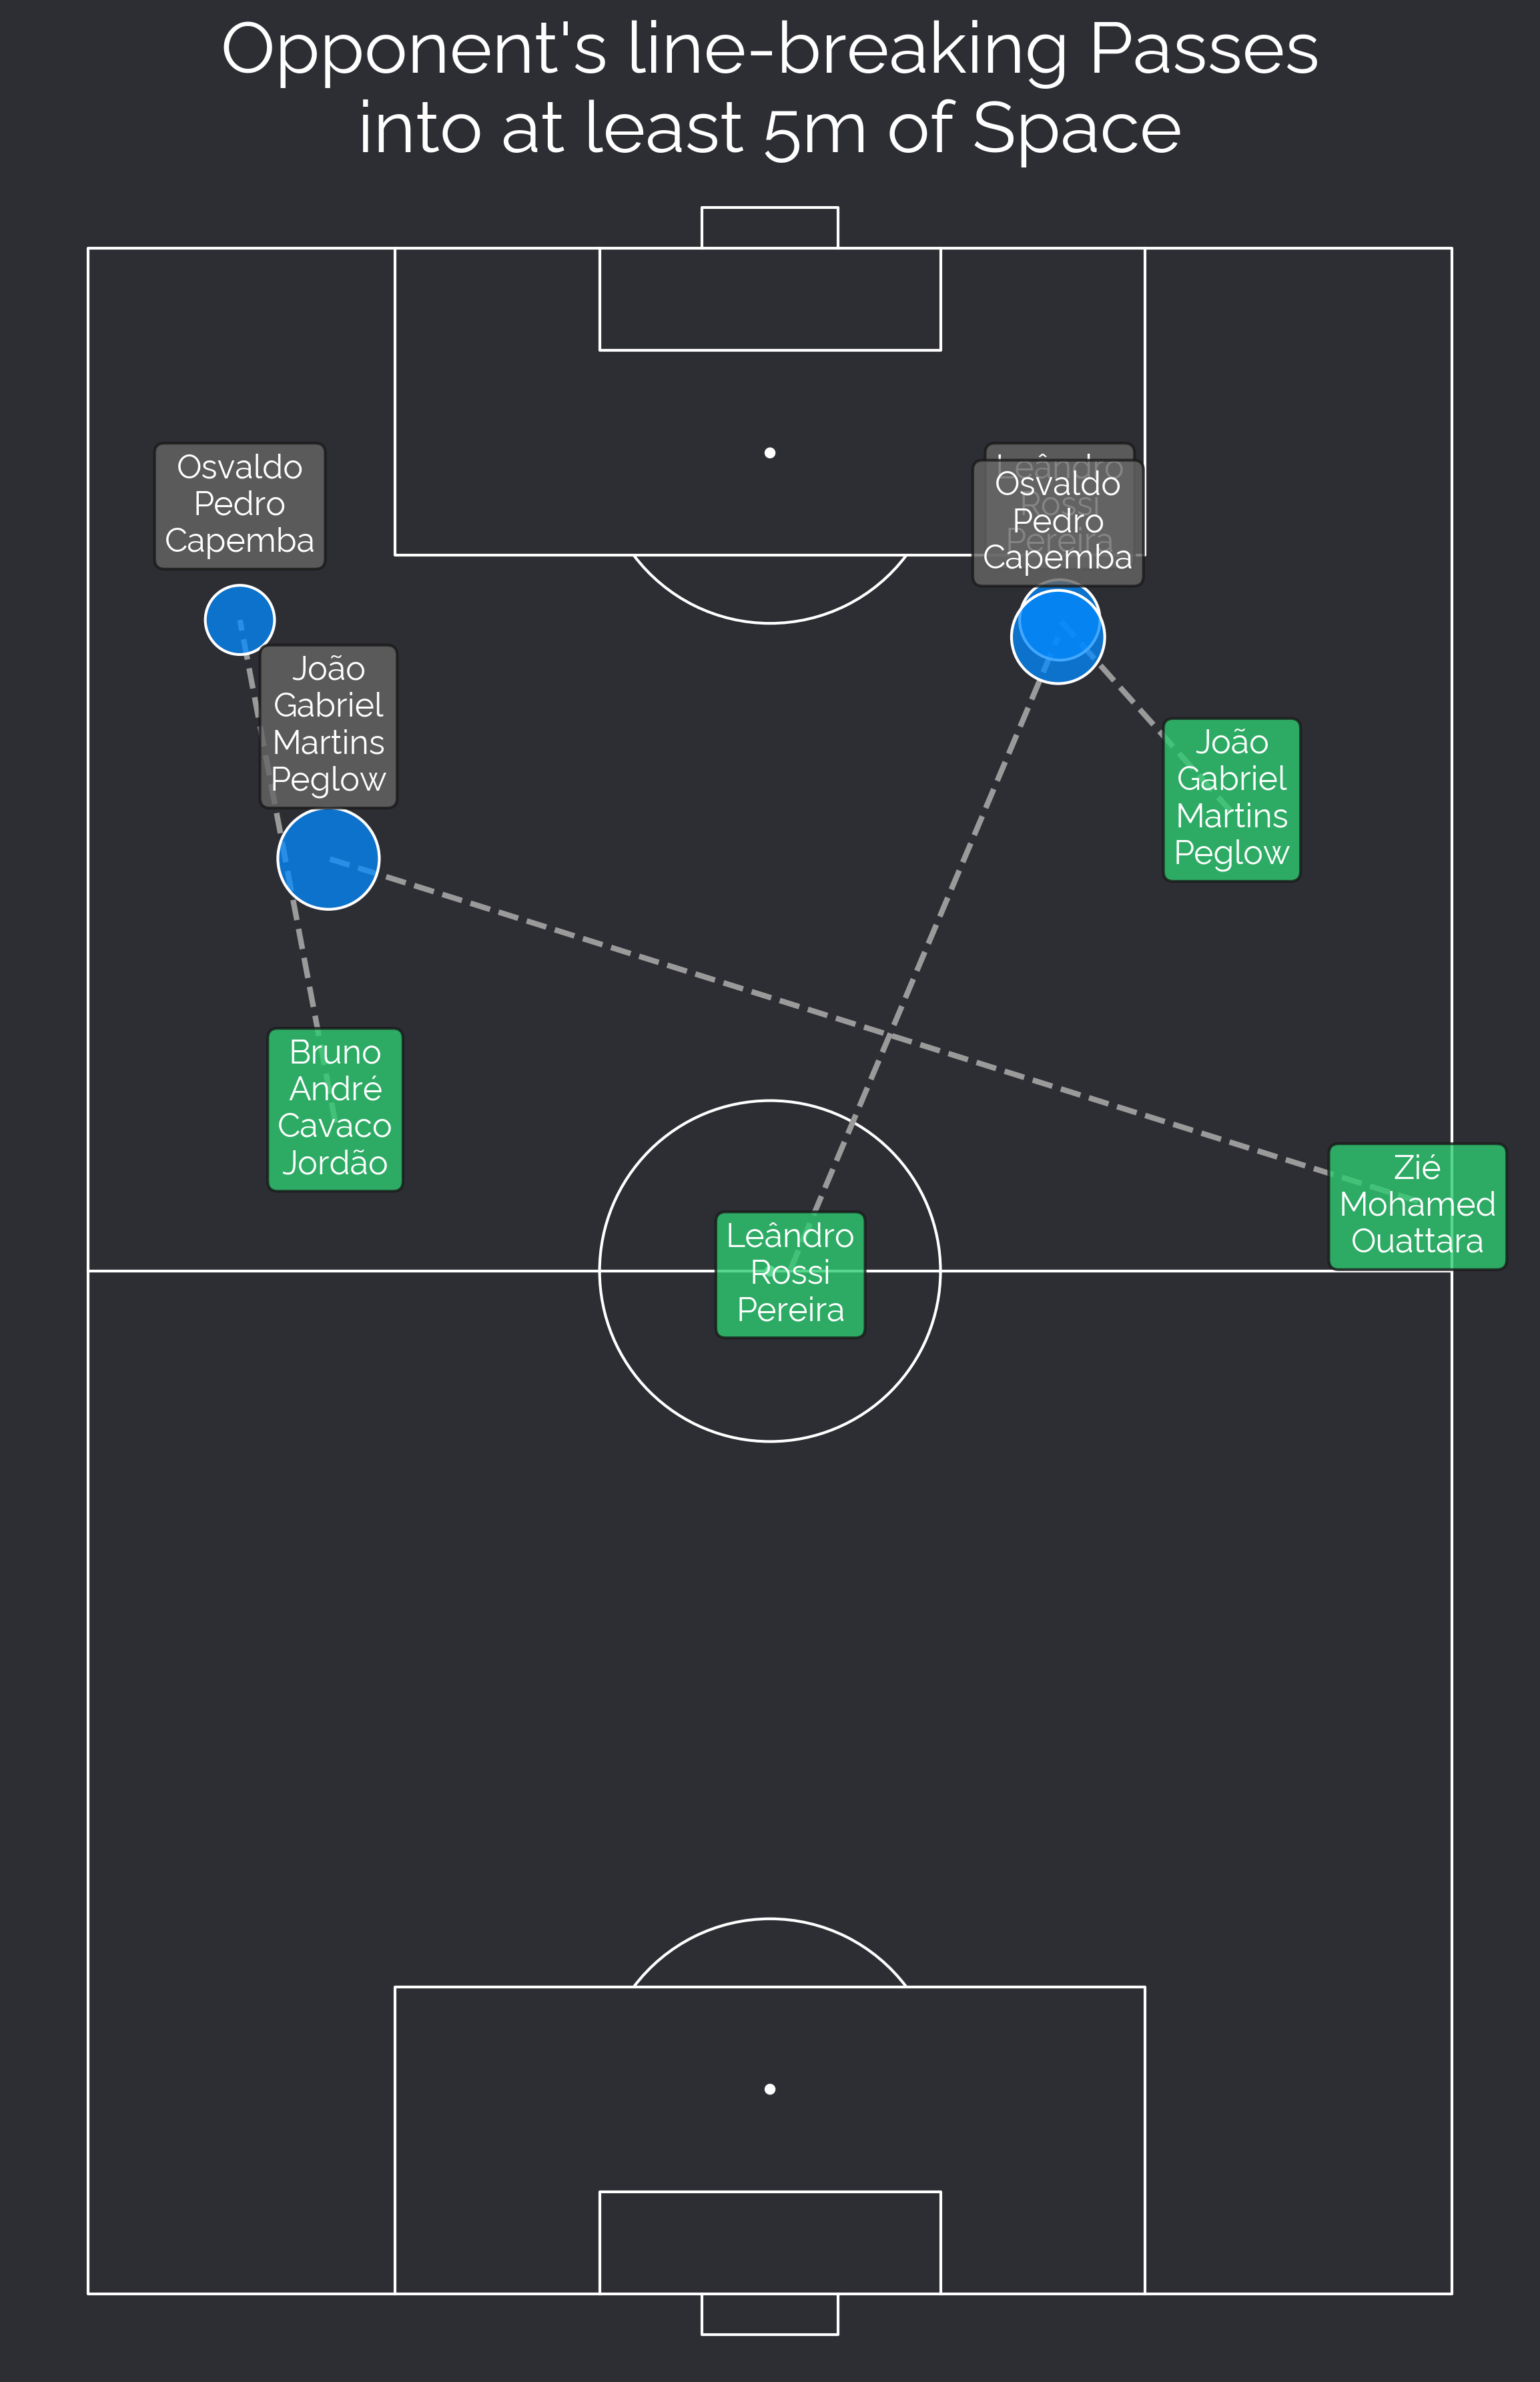 Opponent's line-breaking Passes
into at least 5m of Space
Osvaldo
Pedro
Capemba
Leândro
Rossi
Pereira
Osvaldo
Pedro
Capemba
João
Gabriel
Martins
Peglow
João
Gabriel
Martins
Peglow
Bruno
André
Cavaco
Jordão
Zié
Mohamed
Ouattara
Leândro
Rossi
Pereira